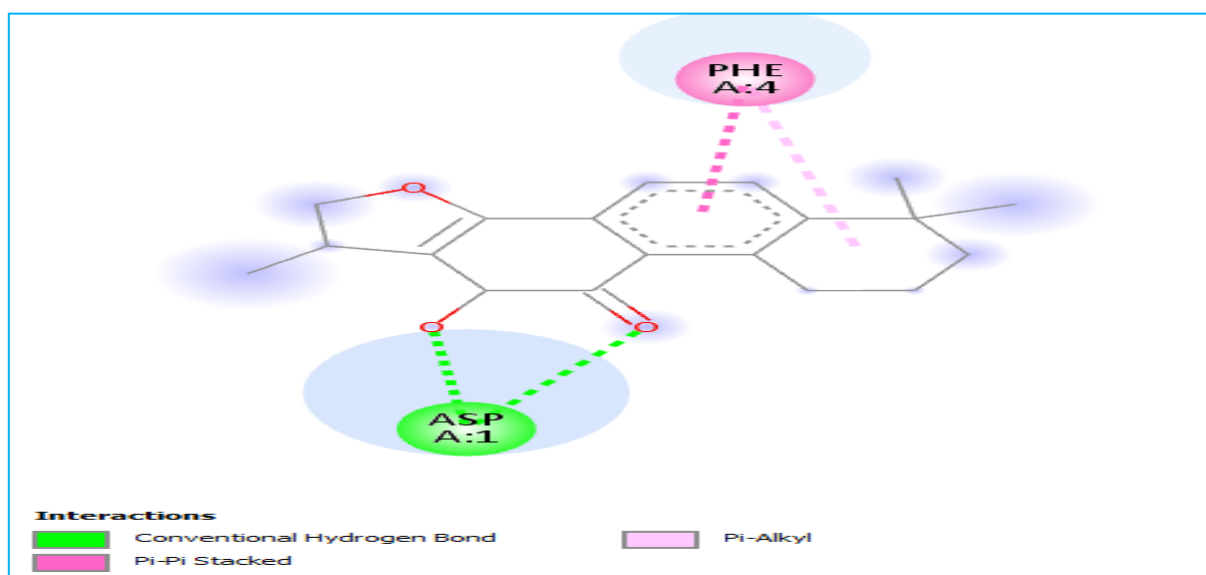 PHE
A:4
O
O
O
ASP
A:1
Interactions
Conventional Hydrogen Bond
Pi-Alkyl
Pi-Pi Stacked